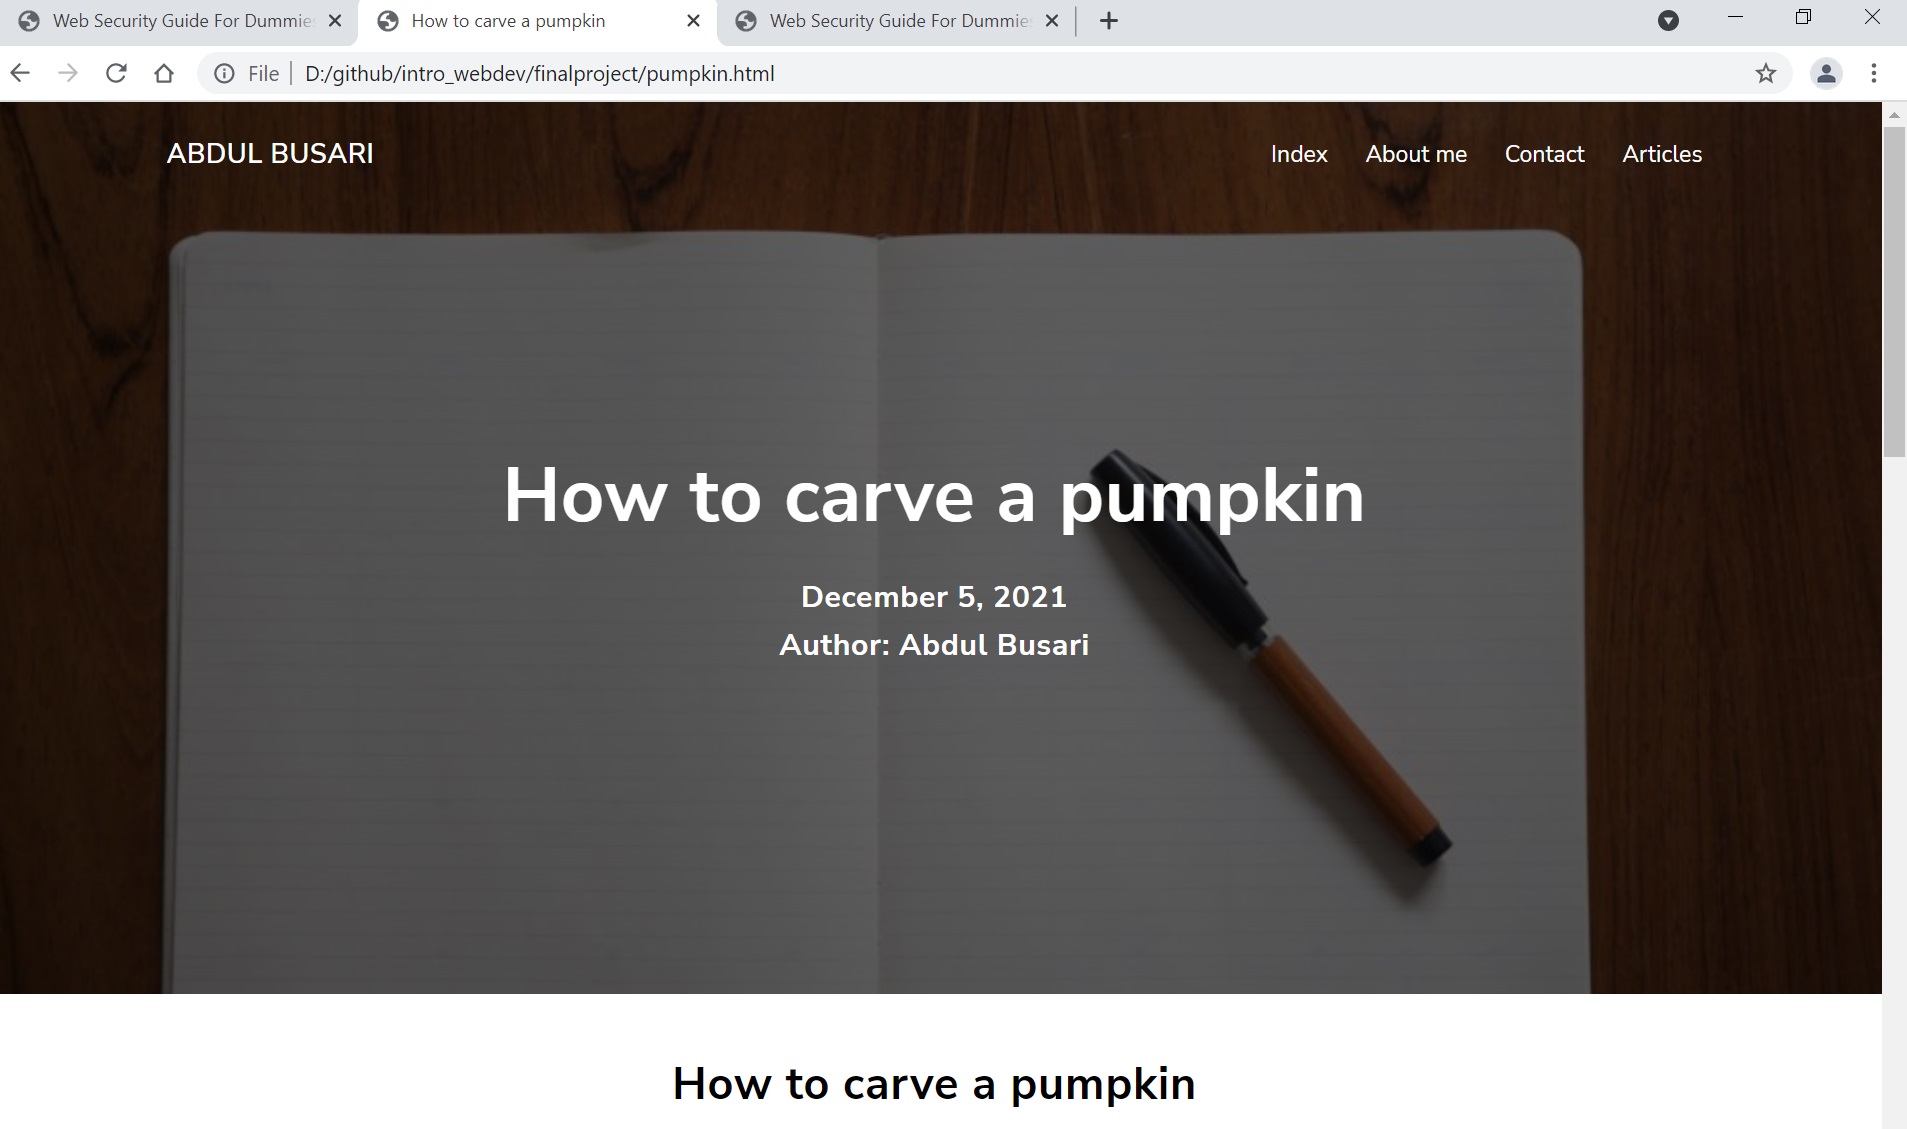 Web Security Guide For Dummies
How to carve a pumpkin
Web Security Guide For Dummies
File
D:/github/intro_webdev/finalproject/pumpkin.html
ABDUL BUSARI
Index
About me
Contact
Articles
How to carve a pumpkin
December 5, 2021
Author: Abdul Busari
How to carve a pumpkin